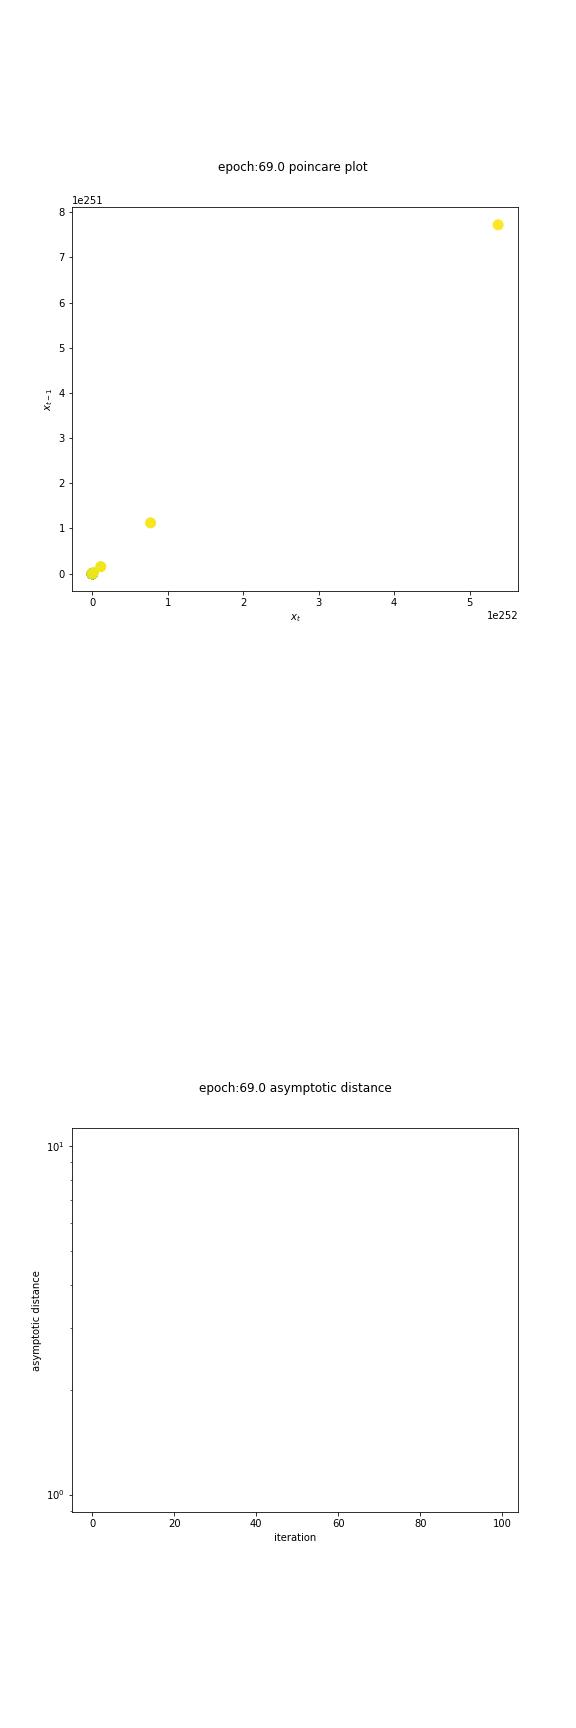 epoch:69.0 poincare plot
1e251
8
7
6
5
4
3
2
1
0
x_{t-1}
0 1 2 3 4 5
x_t
1e252
epoch:69.0 asymptotic distance
10^1
10^0
asymptotic distance
0 20 40 60 80 100
iteration